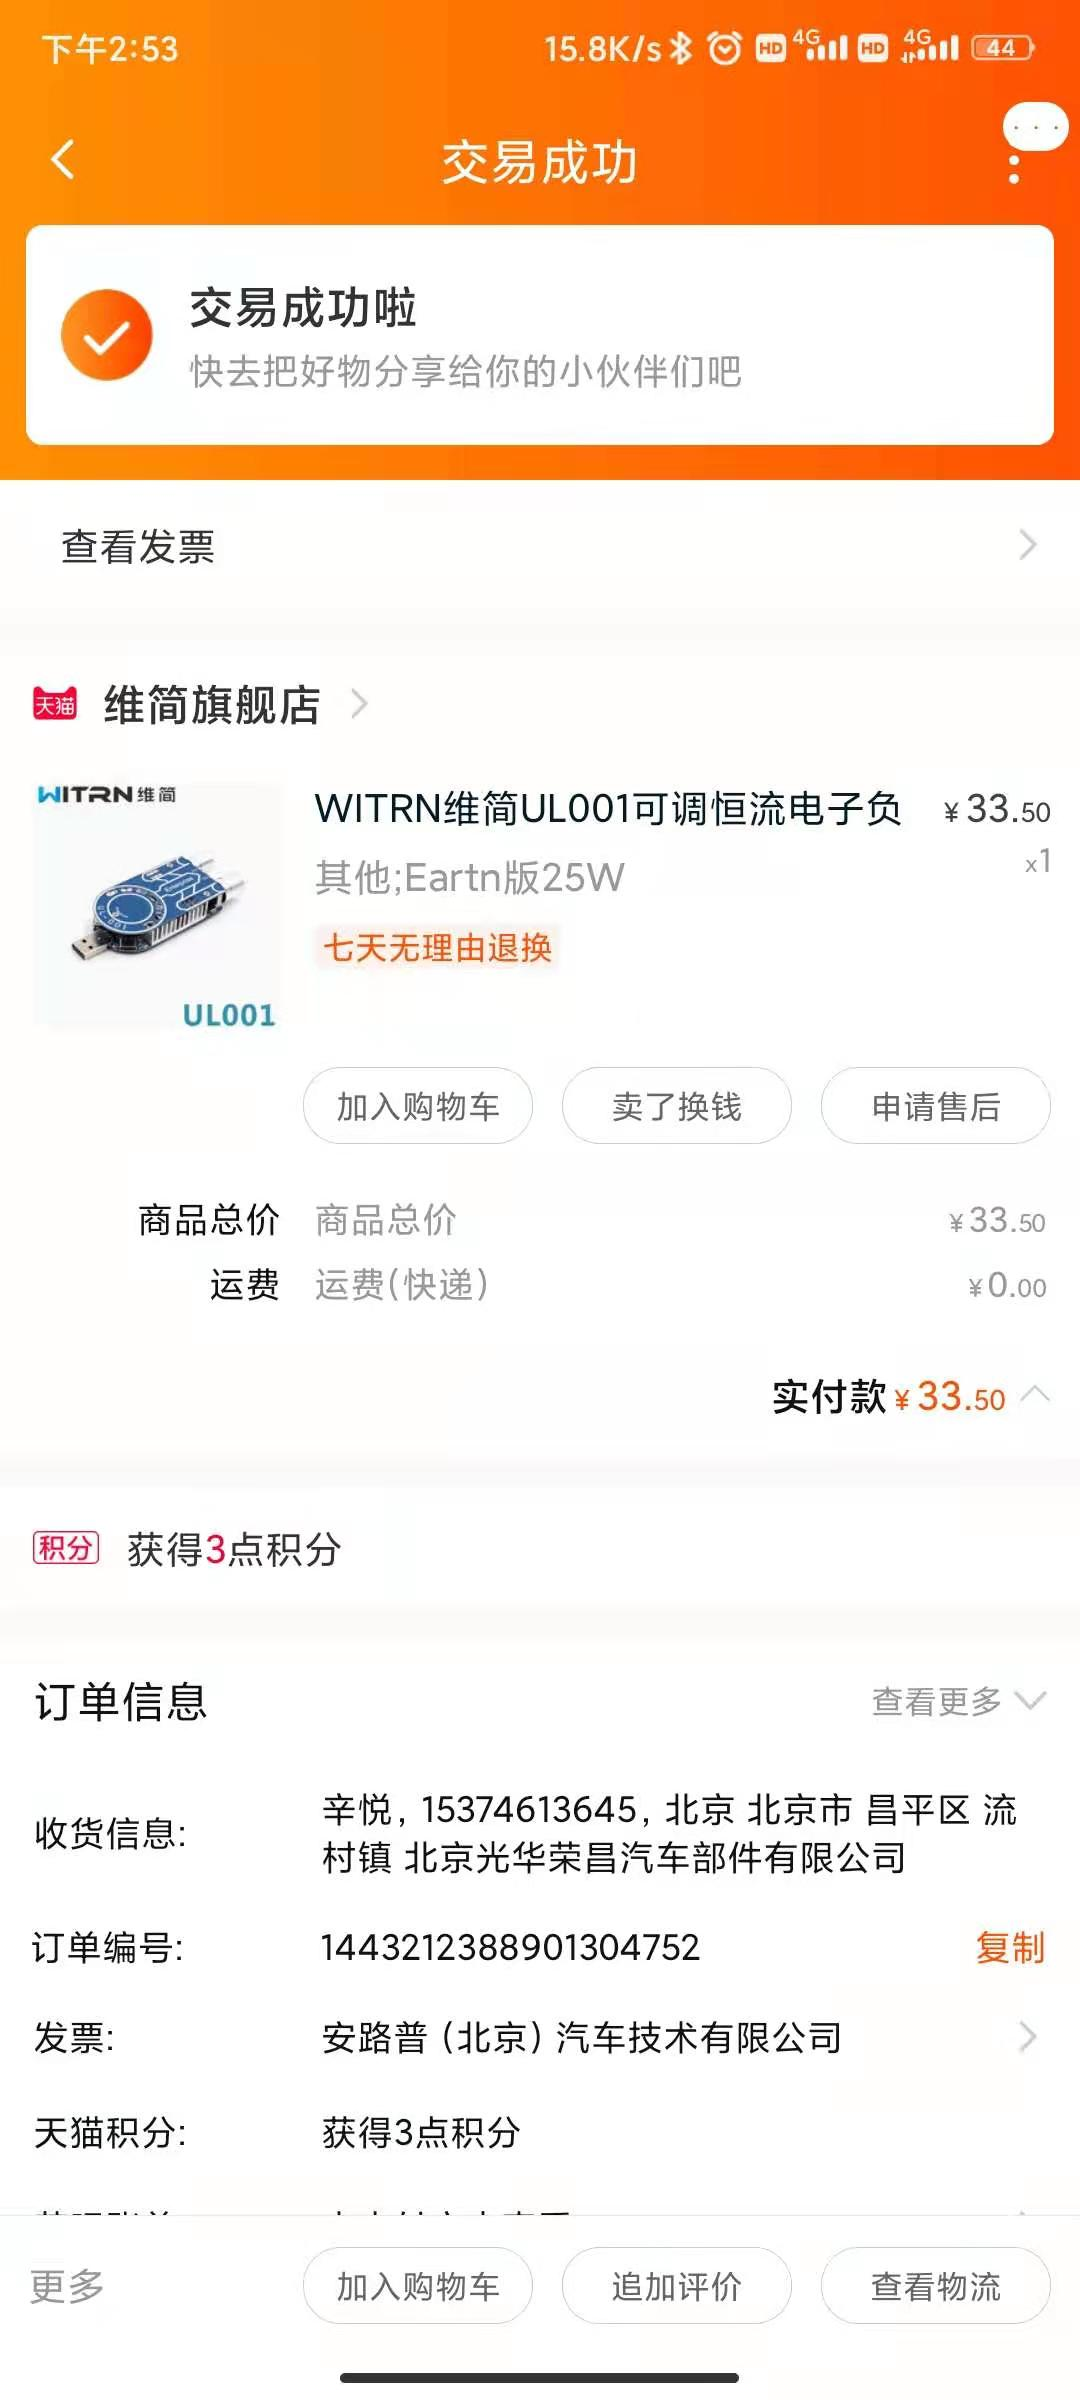 下午2:53
15.8K/s HD 4G HD 4G 44
交易成功
交易成功啦
快去把好物分享给你的小伙伴们吧
查看发票
天猫 维简旗舰店
WITRN维简
UL001
WITRN维简UL001可调恒流电子负 ¥33.50
其他;Eartn版25W x1
七天无理由退换
加入购物车 卖了换钱 申请售后
商品总价 商品总价 ¥33.50
运费 运费(快递) ¥0.00
实付款 ¥33.50
积分 获得3点积分
订单信息 查看更多
收货信息: 辛悦, 15374613645, 北京 北京市 昌平区 流
村镇 北京光华荣昌汽车部件有限公司
订单编号: 1443212388901304752 复制
发票: 安路普（北京）汽车技术有限公司
天猫积分: 获得3点积分
更多 加入购物车 追加评价 查看物流